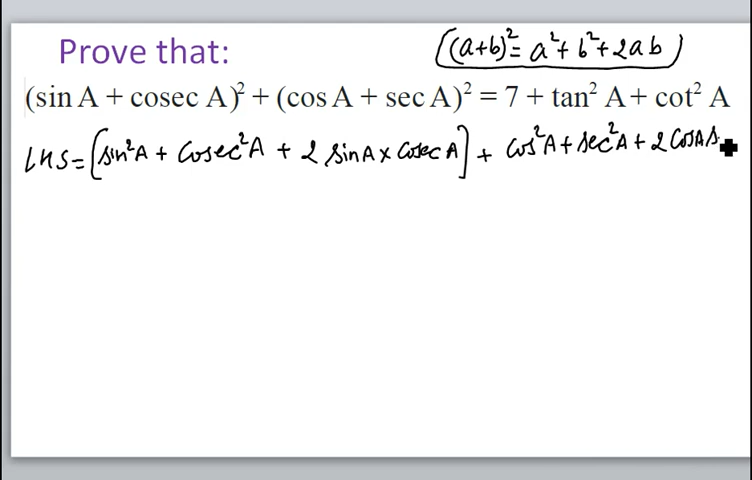 Prove that:
(a+b)² = a² + b² + 2ab
(sin A + cosec A)² + (cos A + sec A)² = 7 + tan² A + cot² A
LHS = [sin²A + cosec²A + 2 sinA × cosec A] + cos²A + sec²A + 2 cosA s